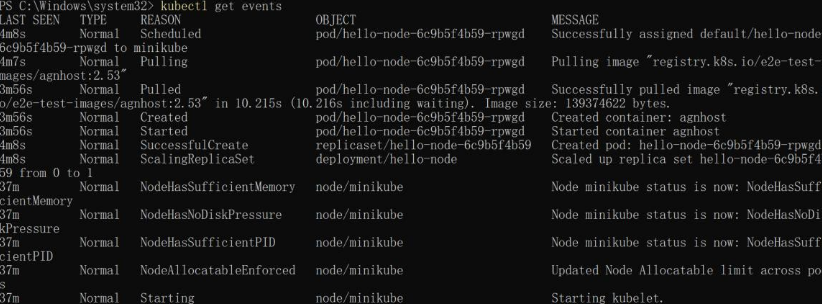 PS C:\Windows\system32> kubectl get events
LAST SEEN   TYPE     REASON                    OBJECT                             MESSAGE
4m8s        Normal   Scheduled                 pod/hello-node-6c9b5f4b59-rpwgd    Successfully assigned default/hello-node-
6c9b5f4b59-rpwgd to minikube
4m7s        Normal   Pulling                   pod/hello-node-6c9b5f4b59-rpwgd    Pulling image "registry.k8s.io/e2e-test-
mages/agnhost:2.53"
3m56s       Normal   Pulled                    pod/hello-node-6c9b5f4b59-rpwgd    Successfully pulled image "registry.k8s.
o/e2e-test-images/agnhost:2.53" in 10.215s (10.216s including waiting). Image size: 139374622 bytes.
3m56s       Normal   Created                   pod/hello-node-6c9b5f4b59-rpwgd    Created container: agnhost
3m56s       Normal   Started                   pod/hello-node-6c9b5f4b59-rpwgd    Started container agnhost
4m8s        Normal   SuccessfulCreate          replicaset/hello-node-6c9b5f4b59   Created pod: hello-node-6c9b5f4b59-rpwgd
4m8s        Normal   ScalingReplicaSet         deployment/hello-node              Scaled up replica set hello-node-6c9b5f4
59 from 0 to 1
37m         Normal   NodeHasSufficientMemory   node/minikube                      Node minikube status is now: NodeHasSuff
cientMemory
37m         Normal   NodeHasNoDiskPressure     node/minikube                      Node minikube status is now: NodeHasNoDi
kPressure
37m         Normal   NodeHasSufficientPID      node/minikube                      Node minikube status is now: NodeHasSuff
cientPID
37m         Normal   NodeAllocatableEnforced   node/minikube                      Updated Node Allocatable limit across po
s
37m         Normal   Starting                  node/minikube                      Starting kubelet.